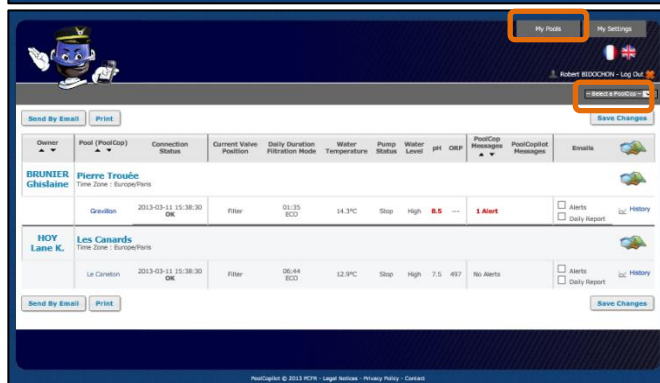 My Pools My Settings
Robert BIDOCHON - Log Out
-- Select a PoolCop --
Send By Email Print Save Changes
Owner Pool (PoolCop) Connection Status Current Valve Position Daily Duration Filtration Mode Water Temperature Pump Status Water Level pH ORP PoolCop Messages PoolCopilot Messages Emails
BRUNIER Ghislaine Pierre Trouée
Time Zone : Europe/Paris
Gravillon 2013-03-11 15:38:30 OK Filter 01:35 ECO 14.3°C Stop High 8.5 --- 1 Alert Alerts Daily Report History
HOY Lane K. Les Canards
Time Zone : Europe/Paris
Le Caneton 2013-03-11 15:38:30 OK Filter 06:44 ECO 12.9°C Stop High 7.5 497 No Alerts Alerts Daily Report History
Send By Email Print Save Changes
PoolCopilot © 2013 PCFR - Legal Notices - Privacy Policy - Contact